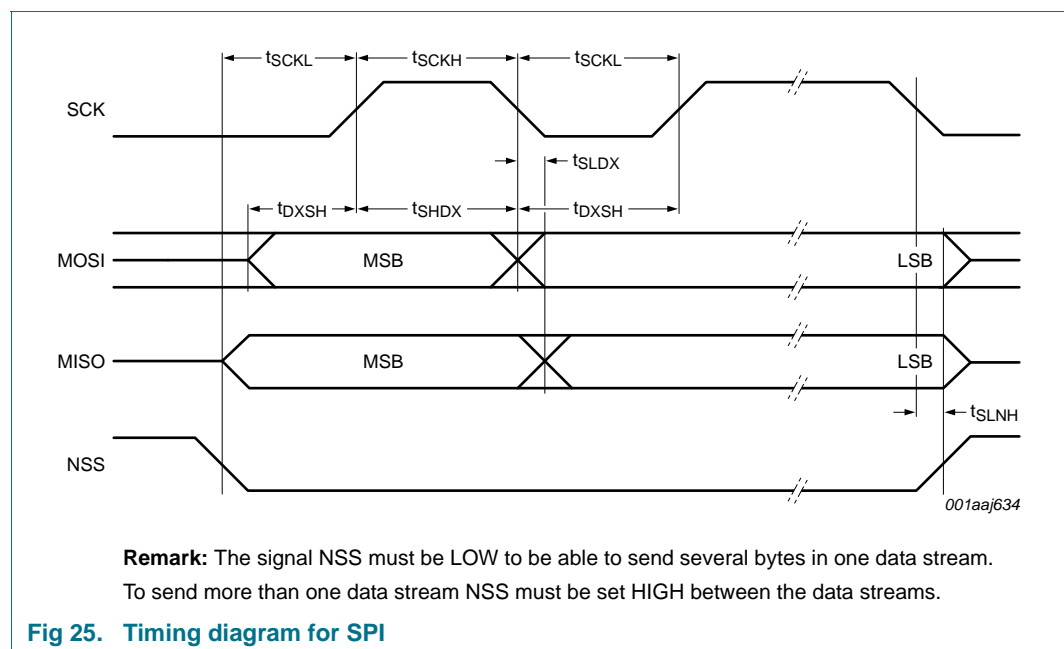 tSCKL tSCKH tSCKL
SCK
tSLDX
tDXSH tSHDX tDXSH
MOSI MSB LSB
MISO MSB LSB
tSLNH
NSS
001aaj634
Remark: The signal NSS must be LOW to be able to send several bytes in one data stream.
To send more than one data stream NSS must be set HIGH between the data streams.
Fig 25. Timing diagram for SPI